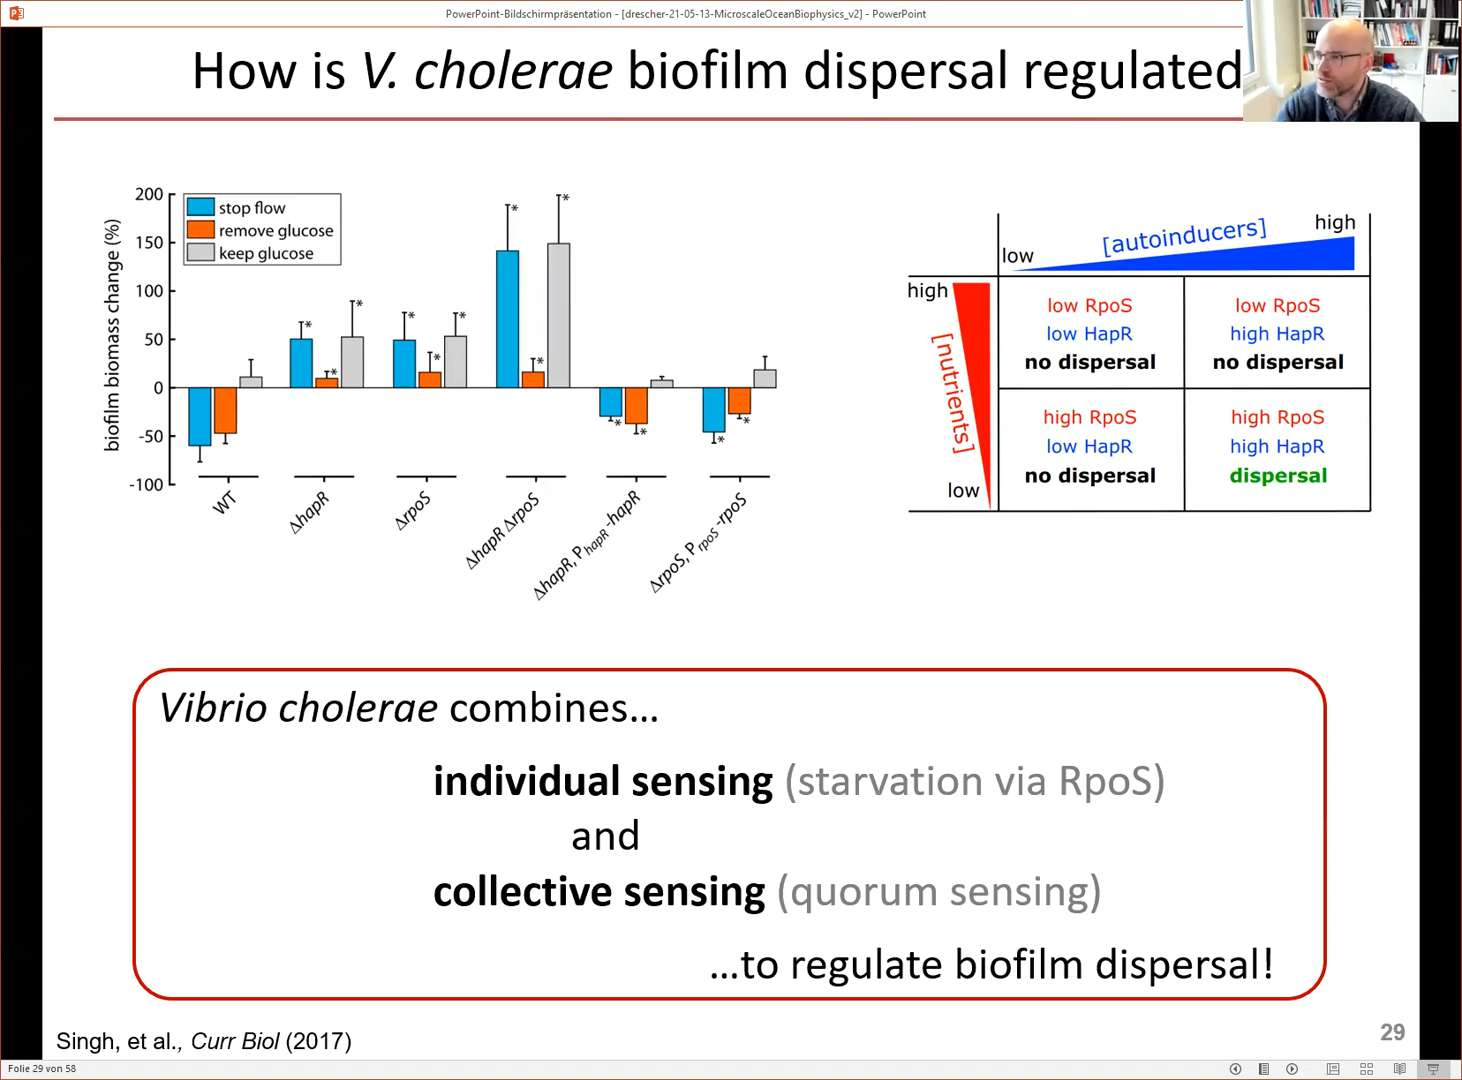 PowerPoint-Bildschirmpräsentation - [drescher-21-05-13-MicroscaleOceanBiophysics_v2] - PowerPoint
How is V. cholerae biofilm dispersal regulated
biofilm biomass change (%)
200
150
100
50
0
-50
-100
stop flow
remove glucose
keep glucose
* * * * * * * * * * * * *
WT
ΔhapR
ΔrpoS
ΔhapR ΔrpoS
ΔhapR, PhapR -hapR
ΔrpoS, PrpoS -rpoS
low
[autoinducers]
high
high
[nutrients]
low
low RpoS
low HapR
no dispersal
low RpoS
high HapR
no dispersal
high RpoS
low HapR
no dispersal
high RpoS
high HapR
dispersal
Vibrio cholerae combines...
individual sensing (starvation via RpoS)
and
collective sensing (quorum sensing)
...to regulate biofilm dispersal!
Singh, et al., Curr Biol (2017)
29
Folie 29 von 58